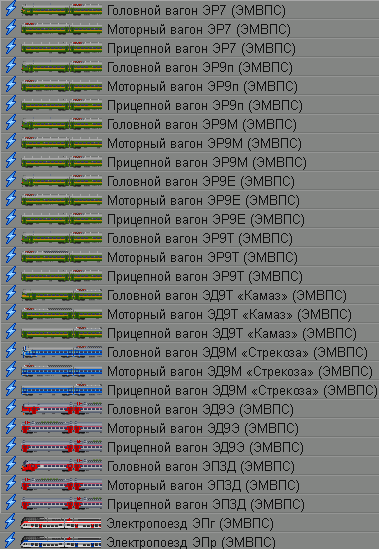 Головной вагон ЭР7 (ЭМВПС)
Моторный вагон ЭР7 (ЭМВПС)
Прицепной вагон ЭР7 (ЭМВПС)
Головной вагон ЭР9п (ЭМВПС)
Моторный вагон ЭР9п (ЭМВПС)
Прицепной вагон ЭР9п (ЭМВПС)
Головной вагон ЭР9М (ЭМВПС)
Моторный вагон ЭР9М (ЭМВПС)
Прицепной вагон ЭР9М (ЭМВПС)
Головной вагон ЭР9Е (ЭМВПС)
Моторный вагон ЭР9Е (ЭМВПС)
Прицепной вагон ЭР9Е (ЭМВПС)
Головной вагон ЭР9Т (ЭМВПС)
Моторный вагон ЭР9Т (ЭМВПС)
Прицепной вагон ЭР9Т (ЭМВПС)
Головной вагон ЭД9Т «Камаз» (ЭМВПС)
Моторный вагон ЭД9Т «Камаз» (ЭМВПС)
Прицепной вагон ЭД9Т «Камаз» (ЭМВПС)
Головной вагон ЭД9М «Стрекоза» (ЭМВПС)
Моторный вагон ЭД9М «Стрекоза» (ЭМВПС)
Прицепной вагон ЭД9М «Стрекоза» (ЭМВПС)
Головной вагон ЭД9Э (ЭМВПС)
Моторный вагон ЭД9Э (ЭМВПС)
Прицепной вагон ЭД9Э (ЭМВПС)
Головной вагон ЭП3Д (ЭМВПС)
Моторный вагон ЭП3Д (ЭМВПС)
Прицепной вагон ЭП3Д (ЭМВПС)
Электропоезд ЭПг (ЭМВПС)
Электропоезд ЭПр (ЭМВПС)